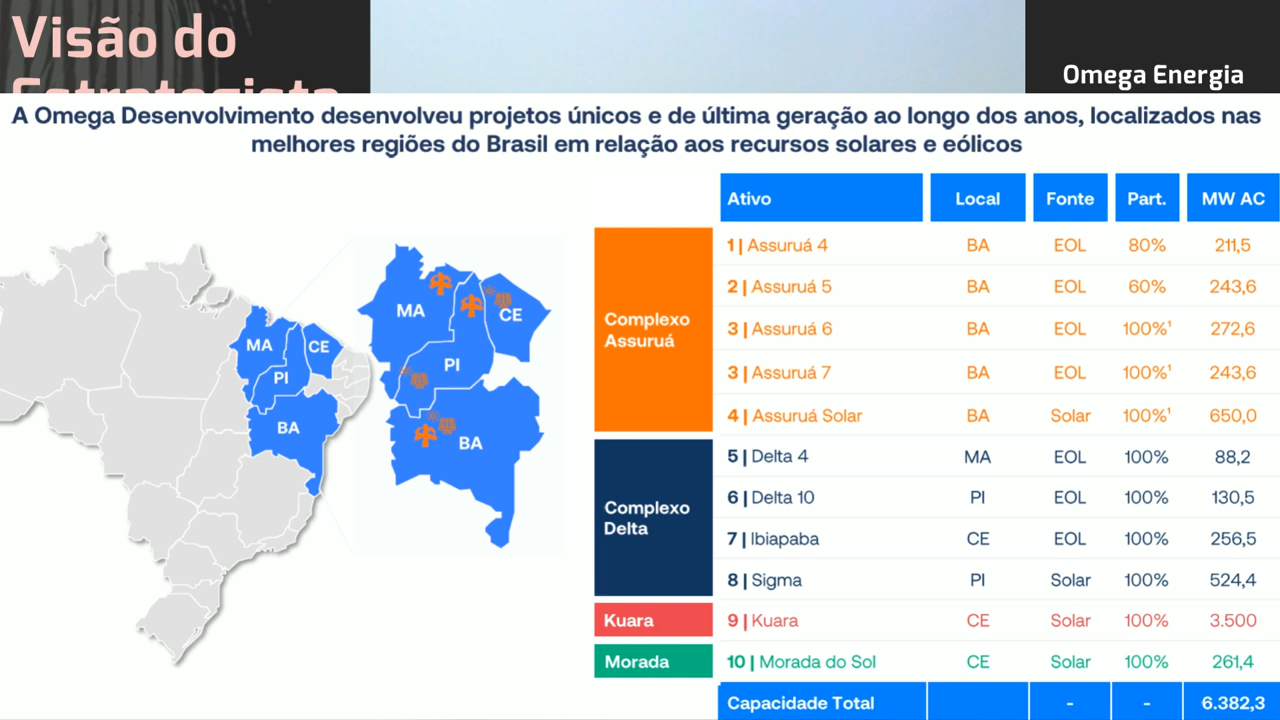 Visão do
Estrategista
Omega Energia
A Omega Desenvolvimento desenvolveu projetos únicos e de última geração ao longo dos anos, localizados nas
melhores regiões do Brasil em relação aos recursos solares e eólicos
Ativo Local Fonte Part. MW AC
Complexo
Assuruá
1 | Assuruá 4 BA EOL 80% 211,5
2 | Assuruá 5 BA EOL 60% 243,6
3 | Assuruá 6 BA EOL 100%¹ 272,6
3 | Assuruá 7 BA EOL 100%¹ 243,6
4 | Assuruá Solar BA Solar 100%¹ 650,0
Complexo
Delta
5 | Delta 4 MA EOL 100% 88,2
6 | Delta 10 PI EOL 100% 130,5
7 | Ibiapaba CE EOL 100% 256,5
8 | Sigma PI Solar 100% 524,4
Kuara
9 | Kuara CE Solar 100% 3.500
Morada
10 | Morada do Sol CE Solar 100% 261,4
Capacidade Total - - 6.382,3
MA
CE
PI
BA
MA
CE
PI
BA